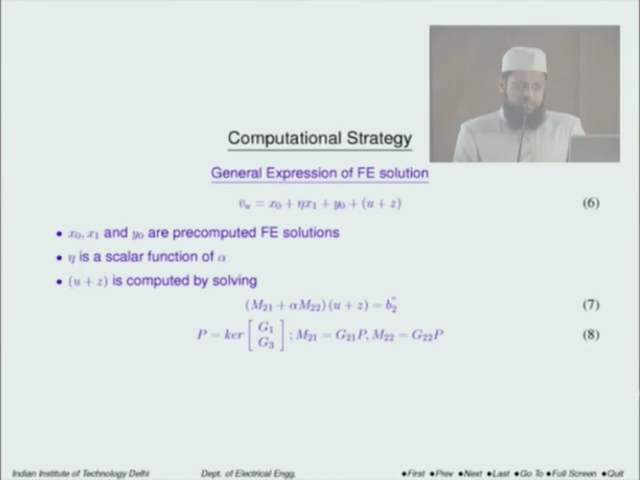 Computational Strategy
General Expression of FE solution
v_u = x_0 + ηx_1 + y_0 + (u + z) (6)
• x_0, x_1 and y_0 are precomputed FE solutions
• η is a scalar function of α
• (u + z) is computed by solving
(M_21 + αM_22) (u + z) = b_2^* (7)
P = ker [ G_1 G_3 ] ; M_21 = G_21P, M_22 = G_22P (8)
Indian Institute of Technology Delhi Dept. of Electrical Engg. •First •Prev •Next •Last •Go To •Full Screen •Quit